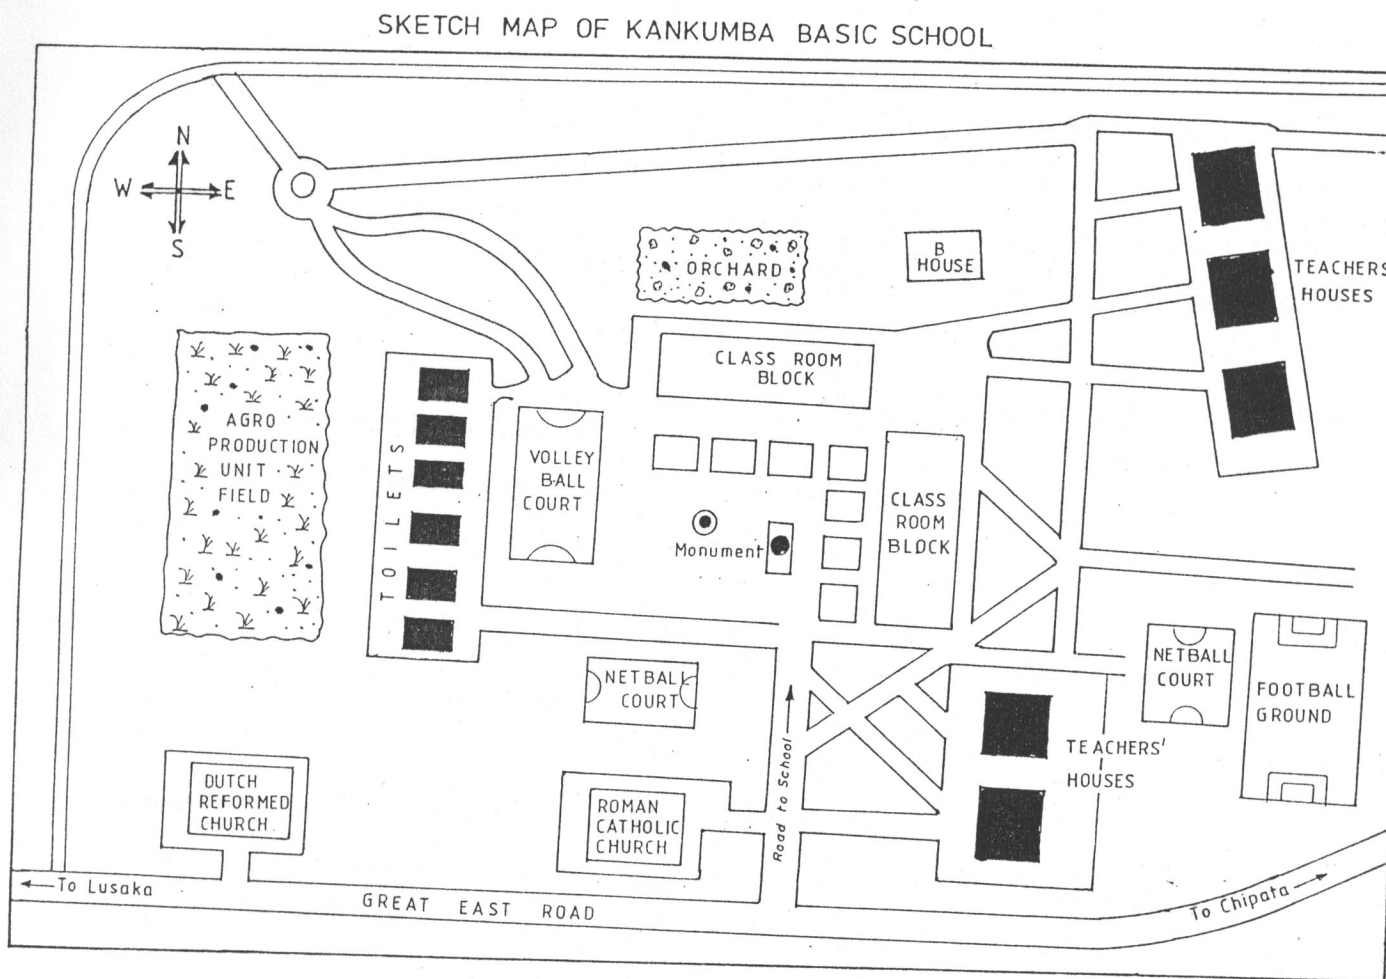 SKETCH MAP OF KANKUMBA BASIC SCHOOL
N
W
E
S
ORCHARD
B
HOUSE
TEACHERS
HOUSES
CLASS ROOM
BLOCK
AGRO
PRODUCTION
UNIT
FIELD
TOILETS
VOLLEY
BALL
COURT
CLASS
ROOM
BLOCK
Monument
NETBALL
COURT
NETBALL
COURT
FOOTBALL
GROUND
TEACHERS'
HOUSES
Road to School
DUTCH
REFORMED
CHURCH
ROMAN
CATHOLIC
CHURCH
To Lusaka
GREAT EAST ROAD
To Chipata